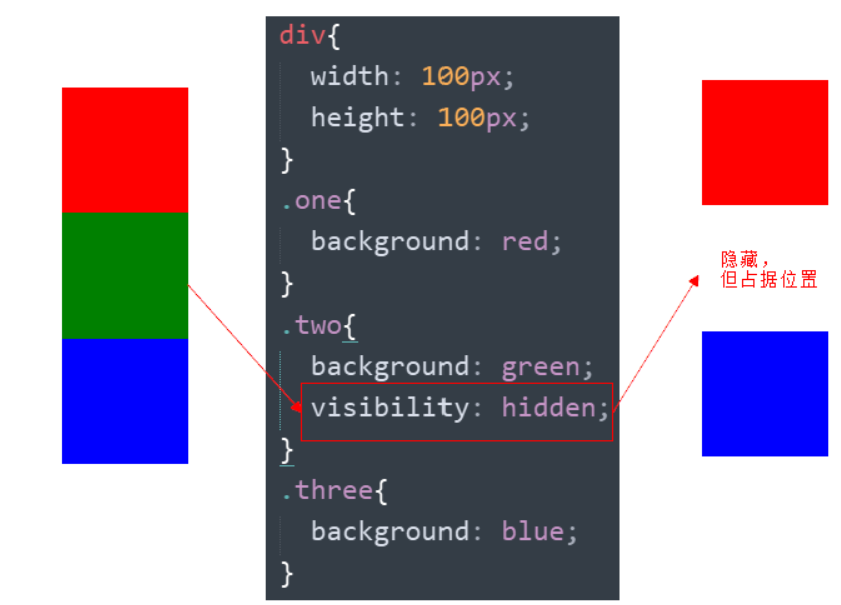 div{
width: 100px;
height: 100px;
}
.one{
background: red;
}
.two{
background: green;
visibility: hidden;
}
.three{
background: blue;
}
隐藏，
但占据位置